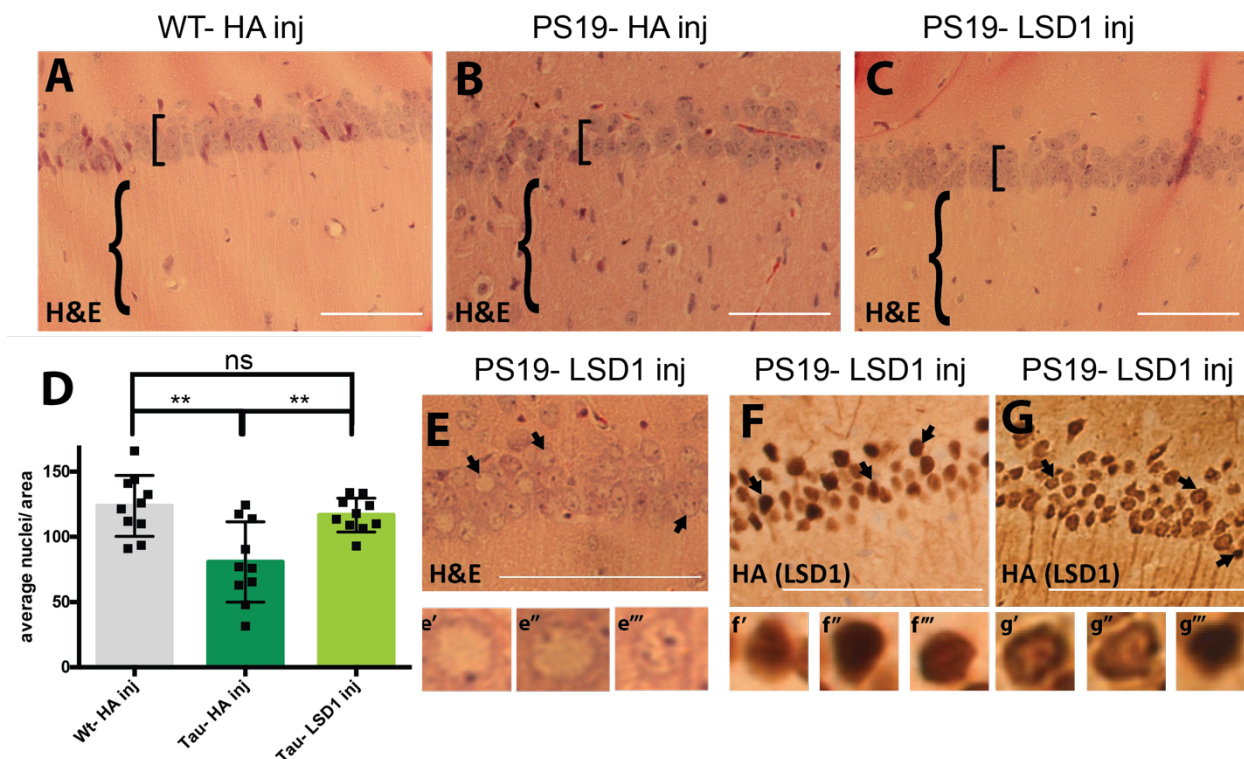 WT- HA inj
PS19- HA inj
PS19- LSD1 inj
A
B
C
H&E
H&E
H&E
D
ns
**
**
average nuclei/ area
150
100
50
0
Wt- HA inj
Tau- HA inj
Tau- LSD1 inj
PS19- LSD1 inj
PS19- LSD1 inj
PS19- LSD1 inj
E
F
G
H&E
HA (LSD1)
HA (LSD1)
e'
e''
e'''
f'
f''
f'''
g'
g''
g'''